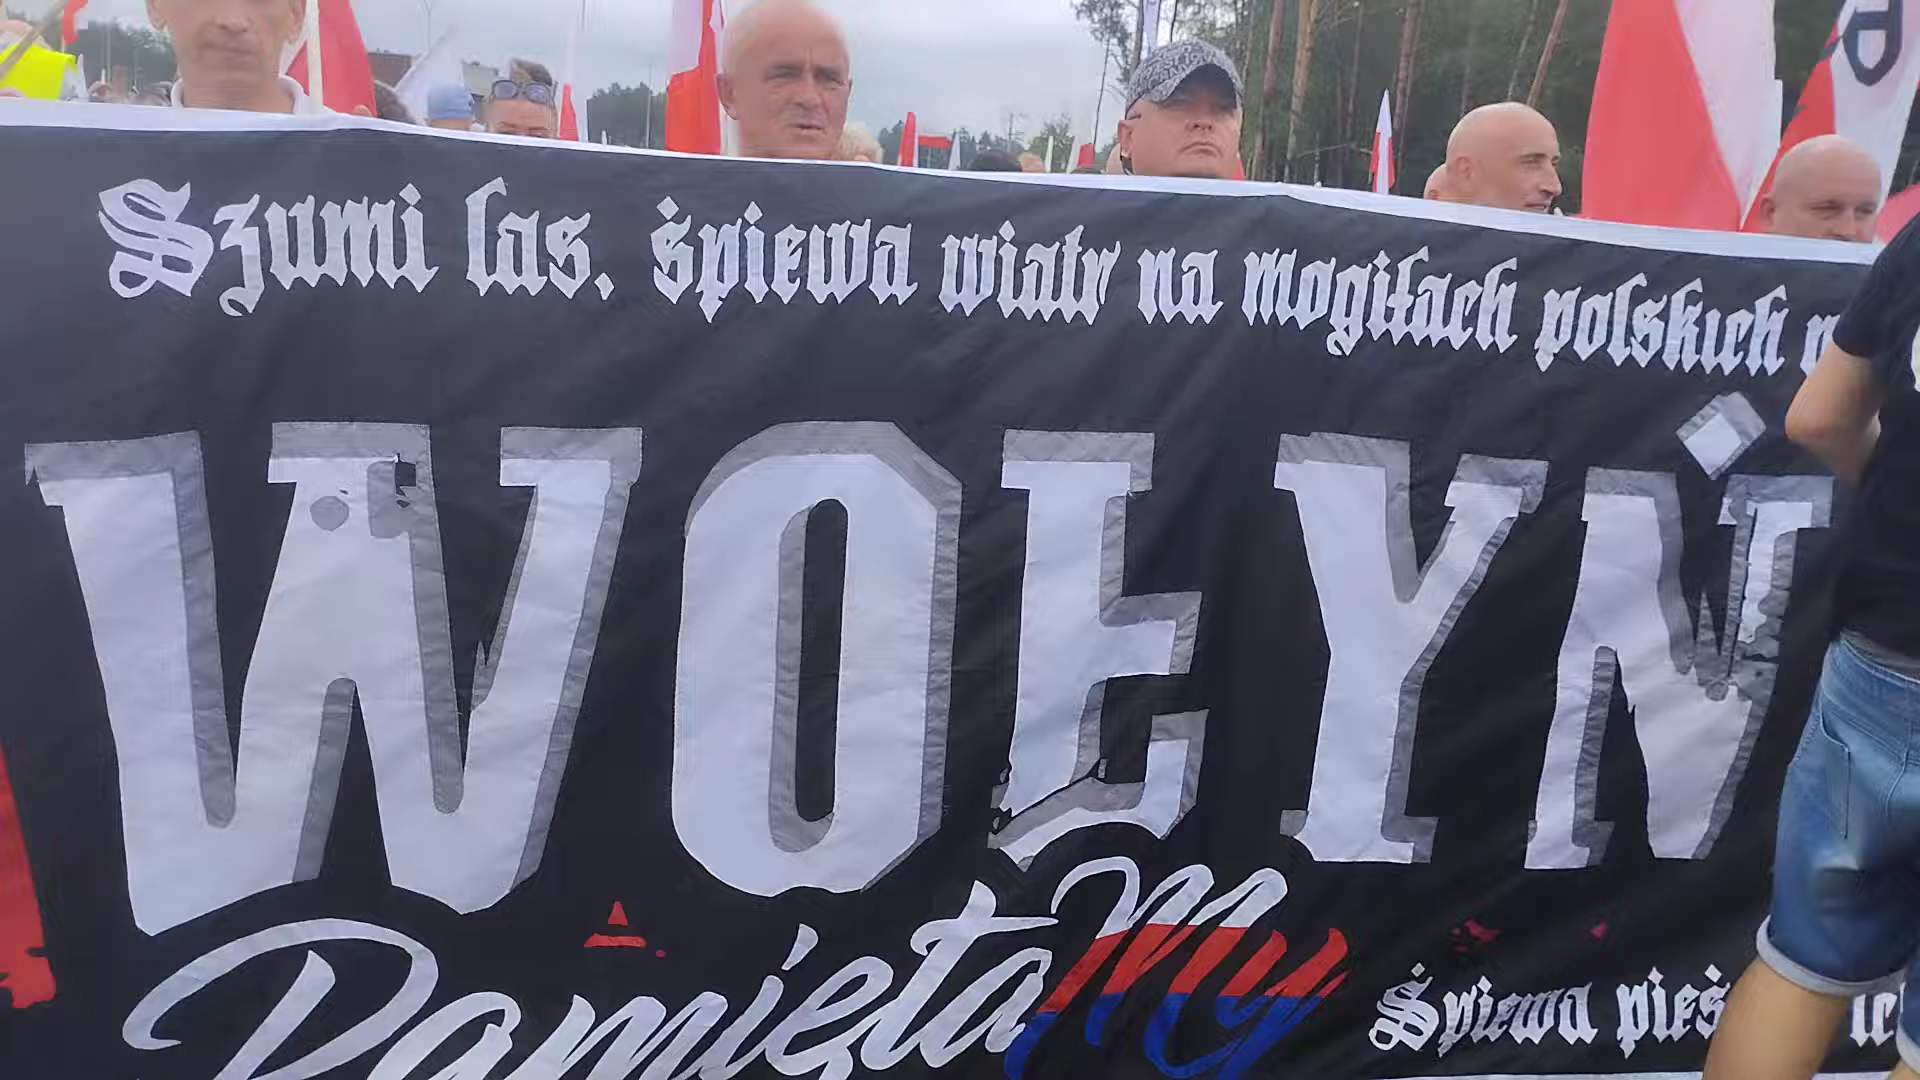 Szumi las. śpiewa wiatr na mogiłach polskich
WOŁYŃ
PamiętaMy
Śpiewa